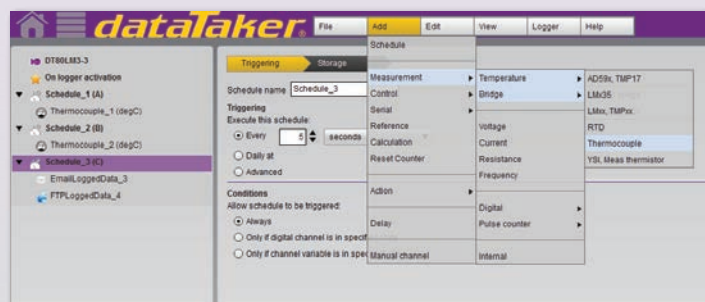 dataTaker
File Add Edit View Logger Help
DT80LM3-3
On logger activation
Schedule_1 (A)
Thermocouple_1 (degC)
Schedule_2 (B)
Thermocouple_2 (degC)
Schedule_3 (C)
EmailLoggedData_3
FTPLoggedData_4
Triggering Storage
Schedule name Schedule_3
Triggering
Execute this schedule:
Every 5 seconds
Daily at
Advanced
Conditions
Allow schedule to be triggered:
Always
Only if digital channel is in specif
Only if channel variable is in spe
Schedule
Measurement
Control
Serial
Reference
Calculation
Reset Counter
Action
Delay
Manual channel
Temperature
Bridge
Voltage
Current
Resistance
Frequency
Digital
Pulse counter
Internal
AD59x, TMP17
LMx35
LMxx, TMPxx
RTD
Thermocouple
YSI, Meas thermistor